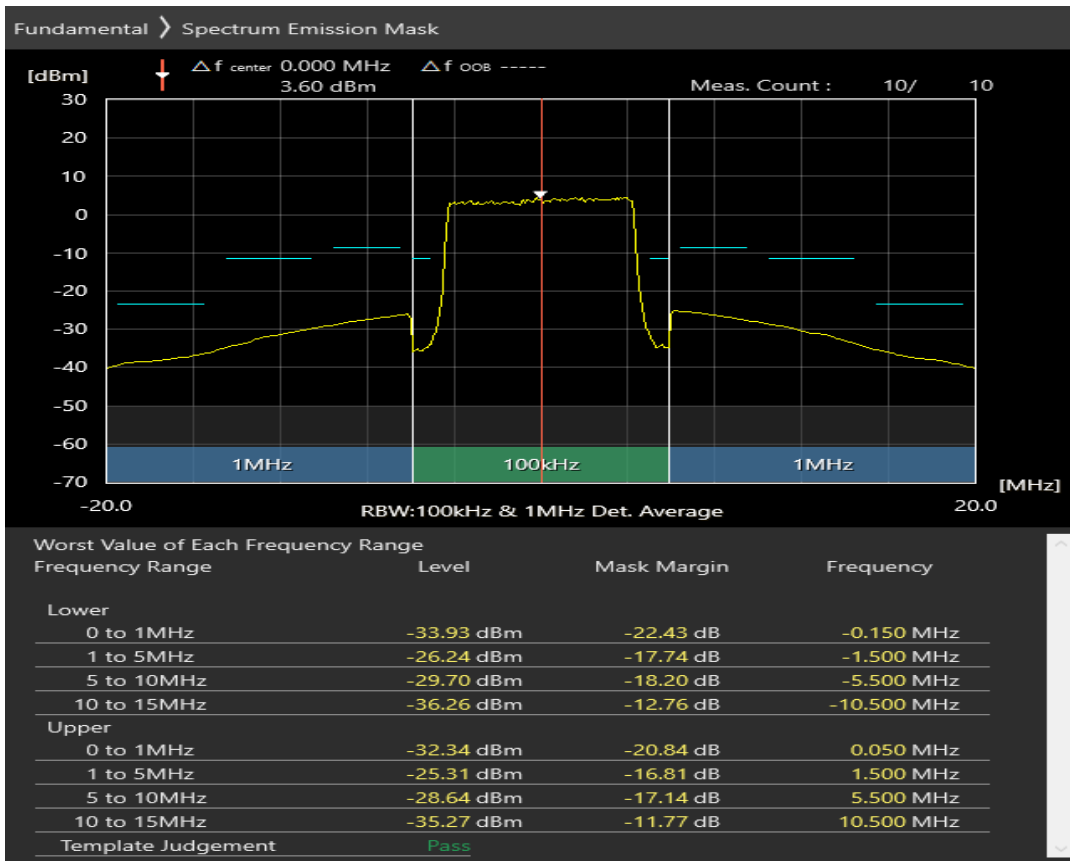 Fundamental ❯ Spectrum Emission Mask
[dBm] △f center 0.000 MHz △f OOB -----
3.60 dBm Meas. Count : 10/ 10
30
20
10
0
-10
-20
-30
-40
-50
-60
1MHz 100kHz 1MHz
-70 [MHz]
-20.0 RBW:100kHz & 1MHz Det. Average 20.0
Worst Value of Each Frequency Range
Frequency Range Level Mask Margin Frequency
Lower
0 to 1MHz -33.93 dBm -22.43 dB -0.150 MHz
1 to 5MHz -26.24 dBm -17.74 dB -1.500 MHz
5 to 10MHz -29.70 dBm -18.20 dB -5.500 MHz
10 to 15MHz -36.26 dBm -12.76 dB -10.500 MHz
Upper
0 to 1MHz -32.34 dBm -20.84 dB 0.050 MHz
1 to 5MHz -25.31 dBm -16.81 dB 1.500 MHz
5 to 10MHz -28.64 dBm -17.14 dB 5.500 MHz
10 to 15MHz -35.27 dBm -11.77 dB 10.500 MHz
Template Judgement Pass